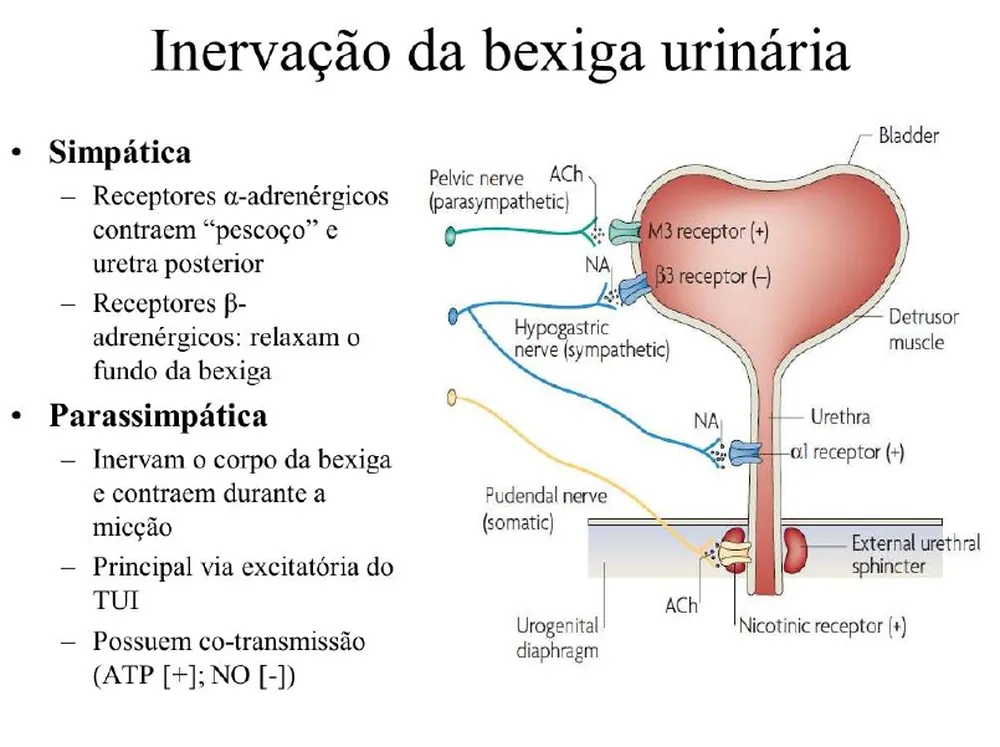 Inervação da bexiga urinária
• Simpática
– Receptores α-adrenérgicos
contraem “pescoço” e
uretra posterior
– Receptores β-
adrenérgicos: relaxam o
fundo da bexiga
• Parassimpática
– Inervam o corpo da bexiga
e contraem durante a
micção
– Principal via excitatória do
TUI
– Possuem co-transmissão
(ATP [+]; NO [-])
Bladder
Pelvic nerve
(parasympathetic)
ACh
M3 receptor (+)
NA
β3 receptor (–)
Hypogastric
nerve (sympathetic)
Detrusor
muscle
NA
Urethra
α1 receptor (+)
Pudendal nerve
(somatic)
External urethral
sphincter
ACh
Nicotinic receptor (+)
Urogenital
diaphragm